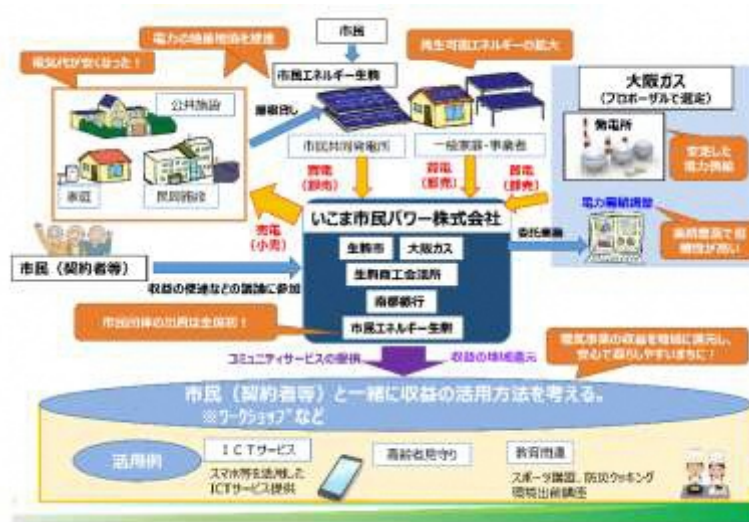 電気代が安くなった！
電力の地産地消を推進
市民
再生可能エネルギーの拡大
市民エネルギー生駒
大阪ガス
（プロポーザルで選定）
公共施設
屋根貸し
発電所
安定した
電力供給
市民共同発電所
一般家庭・事業者
家庭
民間施設
買電
（卸売）
買電
（卸売）
買電
（卸売）
電力需給調整
売電
（小売）
いこま市民パワー株式会社
委託業務
生駒市
大阪ガス
生駒商工会議所
南都銀行
市民エネルギー生駒
市民（契約者等）
収益の使途などの議論に参加
市民団体の出資は全国初！
コミュニティサービスの提供
収益の地域還元
電気事業の収益を地域に還元し、
安心で暮らしやすいまちに！
市民（契約者等）と一緒に収益の活用方法を考える。
※ワークショップなど
活用例
ＩＣＴサービス
スマホ等を活用した
ICTサービス提供
高齢者見守り
教育関連
スポーツ講習、防災クッキング
環境出前講座